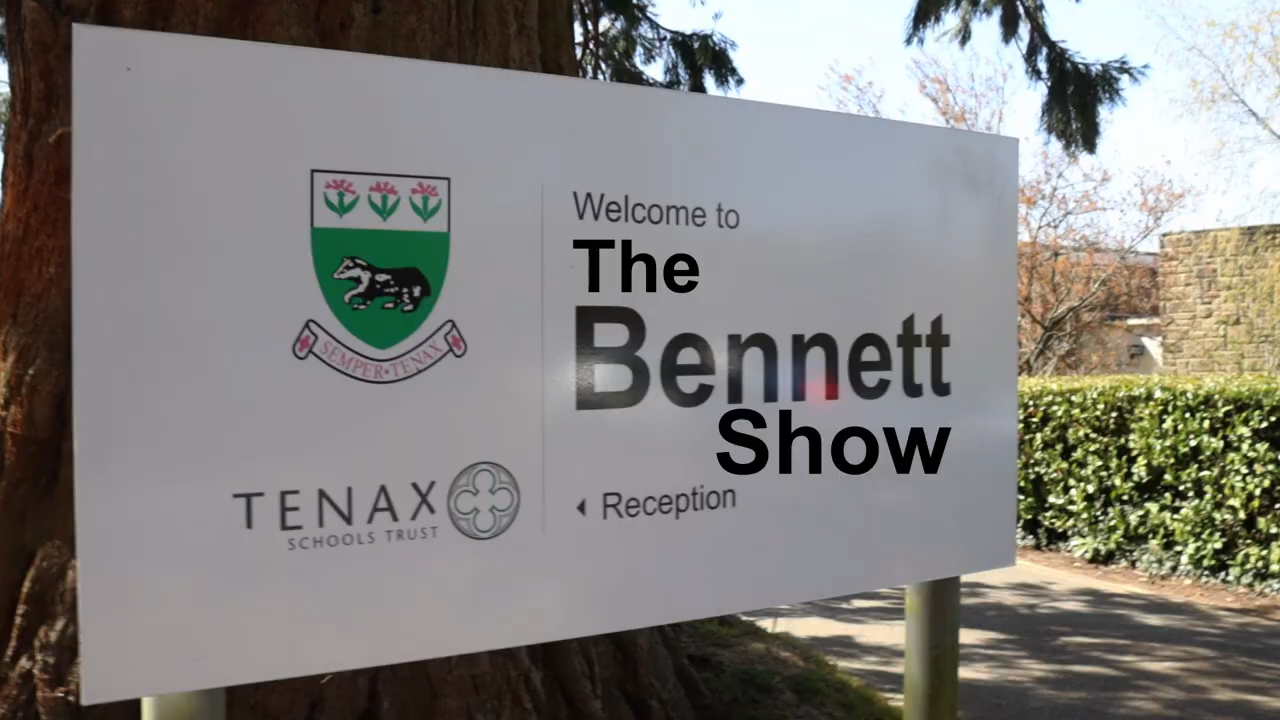 SEMPER•TENAX
TENAX
SCHOOLS TRUST
Welcome to
The
Bennett
Show
Reception